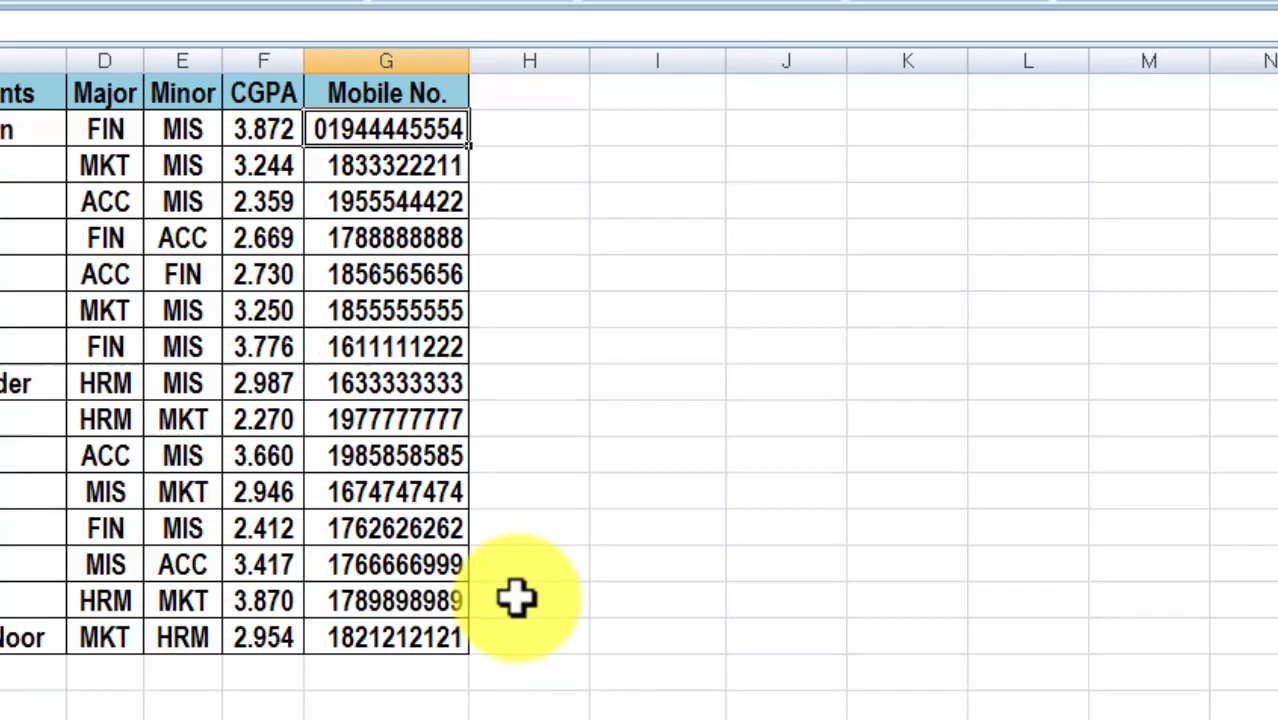 D E F G H I J K L M N
nts Major Minor CGPA Mobile No.
n FIN MIS 3.872 01944445554
MKT MIS 3.244 1833322211
ACC MIS 2.359 1955544422
FIN ACC 2.669 1788888888
ACC FIN 2.730 1856565656
MKT MIS 3.250 1855555555
FIN MIS 3.776 1611111222
der HRM MIS 2.987 1633333333
HRM MKT 2.270 1977777777
ACC MIS 3.660 1985858585
MIS MKT 2.946 1674747474
FIN MIS 2.412 1762626262
MIS ACC 3.417 1766666999
HRM MKT 3.870 1789898989
Noor MKT HRM 2.954 1821212121